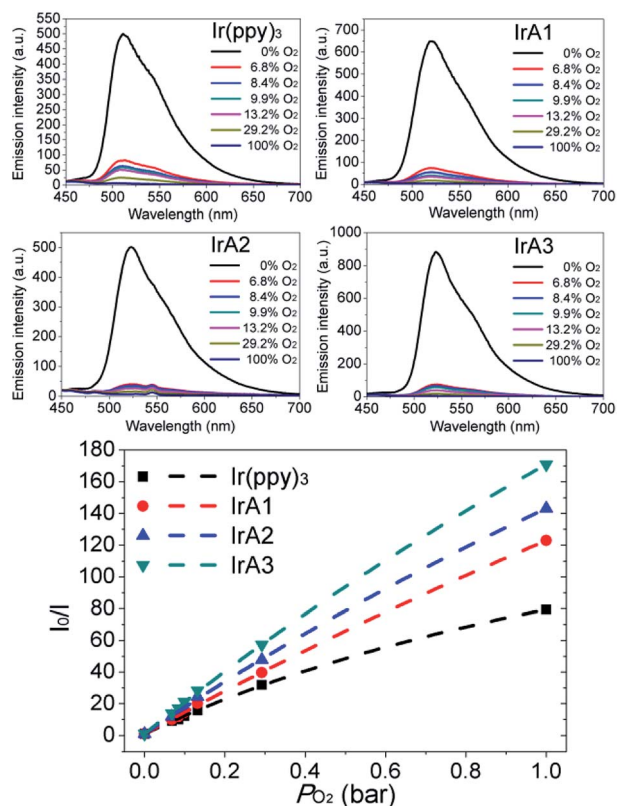 Ir(ppy)₃
Emission intensity (a.u.)
500
450
400
350
300
250
200
150
100
50
0
0% O₂
6.8% O₂
8.4% O₂
9.9% O₂
13.2% O₂
29.2% O₂
100% O₂
450 500 550 600 650 700
Wavelength (nm)
IrA1
Emission intensity (a.u.)
700
600
500
400
300
200
100
0
0% O₂
6.8% O₂
8.4% O₂
9.9% O₂
13.2% O₂
29.2% O₂
100% O₂
450 500 550 600 650 700
Wavelength (nm)
IrA2
Emission intensity (a.u.)
500
400
300
200
100
0
0% O₂
6.8% O₂
8.4% O₂
9.9% O₂
13.2% O₂
29.2% O₂
100% O₂
450 500 550 600 650 700
Wavelength (nm)
IrA3
Emission intensity (a.u.)
1000
800
600
400
200
0
0% O₂
6.8% O₂
8.4% O₂
9.9% O₂
13.2% O₂
29.2% O₂
100% O₂
450 500 550 600 650 700
Wavelength (nm)
I₀/I
180
160
140
120
100
80
60
40
20
0
Ir(ppy)₃
IrA1
IrA2
IrA3
0.0 0.2 0.4 0.6 0.8 1.0
PO₂ (bar)